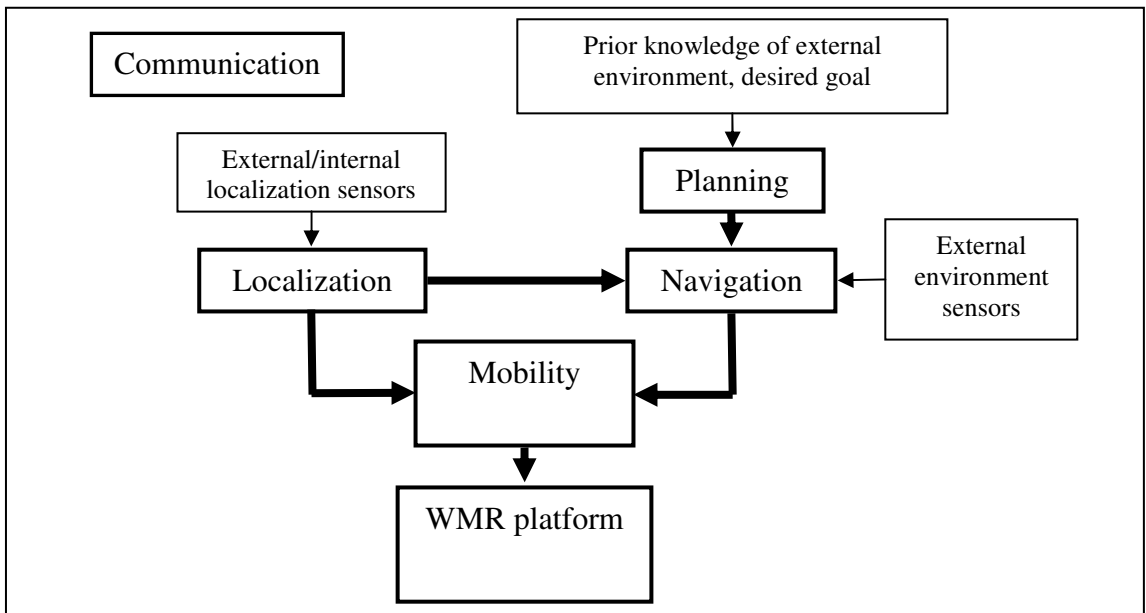 Communication
Prior knowledge of external
environment, desired goal
External/internal
localization sensors
Planning
Localization
Navigation
External
environment
sensors
Mobility
WMR platform